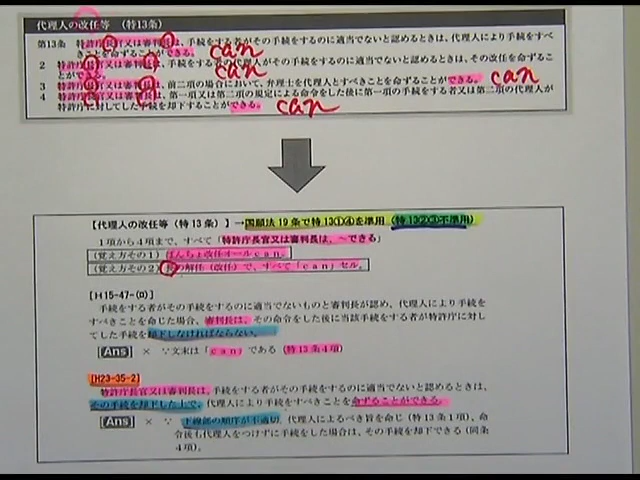 代理人の改任等 (特13条)
第13条 特許庁長官又は審判長は、手続をする者がその手続をするのに適当でないと認めるときは、代理人により手続をすべ
きことを命ずることができる。 can
2 特許庁長官又は審判長は、手続をする者の代理人がその手続をするのに適当でないと認めるときは、その改任を命ずるこ
とができる。 can
3 特許庁長官又は審判長は、前二項の場合において、弁理士を代理人とすべきことを命ずることができる。 can
4 特許庁長官又は審判長は、第一項又は第二項の規定による命令をした後に第一項の手続をする者又は第二項の代理人が
特許庁に対してした手続を却下することができる。 can
【代理人の改任等(特13条)】→国願法19条で特13①④を準用(特13②③不準用)
1項から4項まで、すべて「特許庁長官又は審判長は、~できる」
(覚え方その1) ばんちょ改任オールcan。
(覚え方その2) の解任(改任)で、すべて「can」セル。
[H15-47-(ロ)]
手続をする者がその手続をするのに適当でないものと審判長が認め、代理人により手続を
すべきことを命じた場合、審判長は、その命令をした後に当該手続をする者が特許庁に対し
てした手続を却下しなければならない。
[Ans] × ∵文末は「can」である(特13条4項)
[H23-35-2]
特許庁長官又は審判長は、手続をする者がその手続をするのに適当でないと認めるときは、
その手続を却下した上で、代理人により手続をすべきことを命ずることができる。
[Ans] × ∵ 下線部の順序が不適切。代理人によるべき旨を命じ(特13条1項)、命
令後も代理人をつけずに手続をした場合は、その手続を却下できる(同条
4項)。